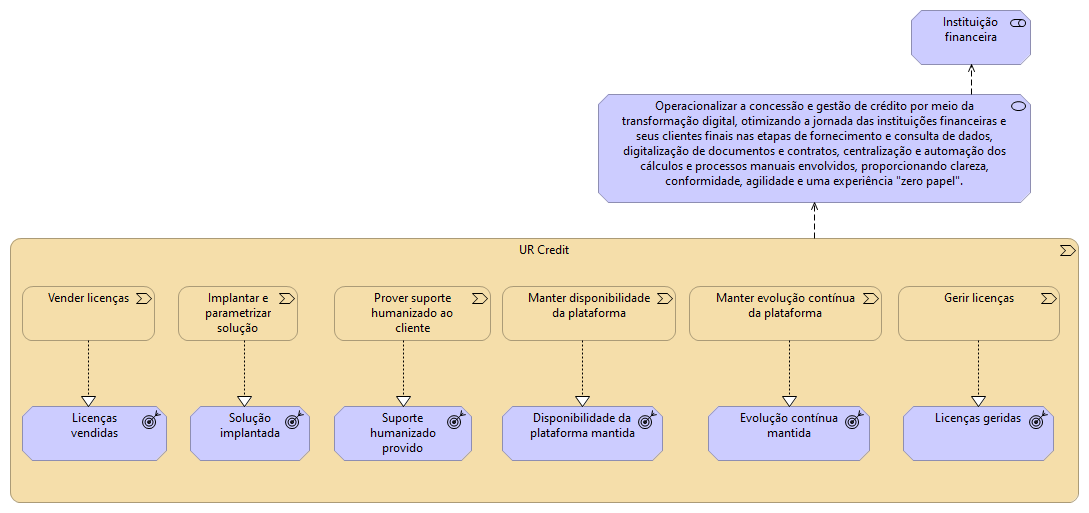 Instituição
financeira
Operacionalizar a concessão e gestão de crédito por meio da
transformação digital, otimizando a jornada das instituições financeiras e
seus clientes finais nas etapas de fornecimento e consulta de dados,
digitalização de documentos e contratos, centralização e automação dos
cálculos e processos manuais envolvidos, proporcionando clareza,
conformidade, agilidade e uma experiência "zero papel".
UR Credit
Vender licenças
Implantar e
parametrizar
solução
Prover suporte
humanizado ao
cliente
Manter disponibilidade
da plataforma
Manter evolução contínua
da plataforma
Gerir licenças
Licenças
vendidas
Solução
implantada
Suporte
humanizado
provido
Disponibilidade da
plataforma mantida
Evolução contínua
mantida
Licenças geridas